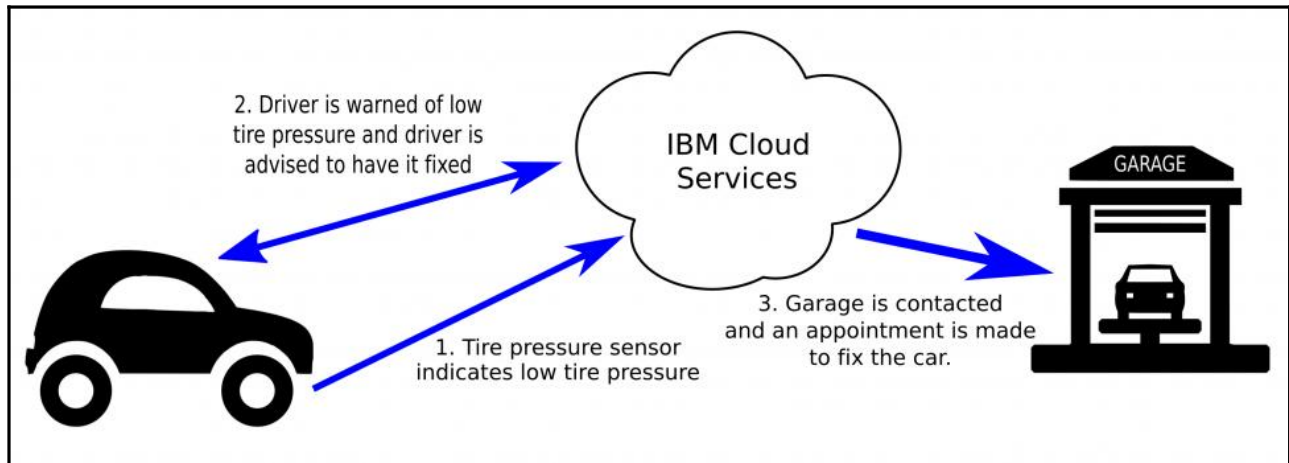 2. Driver is warned of low
tire pressure and driver is
advised to have it fixed
IBM Cloud
Services
GARAGE
1. Tire pressure sensor
indicates low tire pressure
3. Garage is contacted
and an appointment is made
to fix the car.